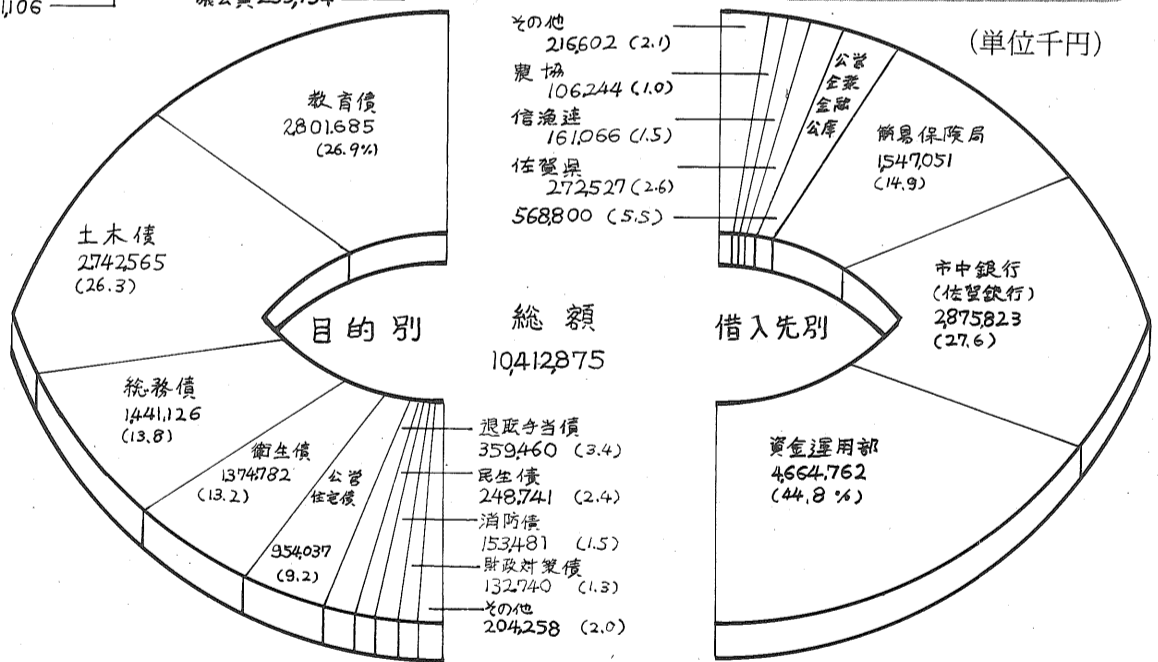 1,106
255,754
(単位千円)
教育債
2,801,685
(26.9%)
土木債
2,742,565
(26.3)
総務債
1,441,126
(13.8)
衛生債
1,374,782
(13.2)
公営
住宅債
954,037
(9.2)
目的別
総額
10,412,875
借入先別
退職手当債
359,460 (3.4)
民生債
248,741 (2.4)
消防債
153,481 (1.5)
財政対策債
132,740 (1.3)
その他
204,258 (2.0)
その他
216,602 (2.1)
農協
106,244 (1.0)
信漁連
161,066 (1.5)
佐賀県
272,527 (2.6)
568,800 (5.5)
公営
企業
金融
公庫
簡易保険局
1,547,051
(14.9)
市中銀行
(佐賀銀行)
2,875,823
(27.6)
資金運用部
4,664,762
(44.8%)